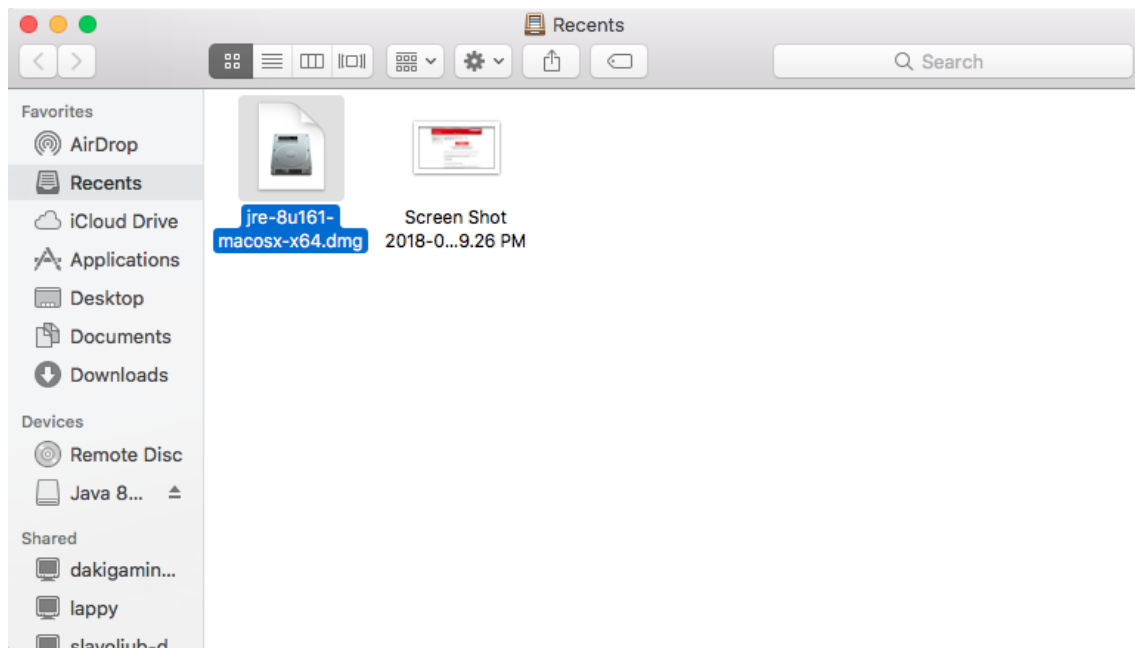 Recents
Search
Favorites
AirDrop
Recents
iCloud Drive
Applications
Desktop
Documents
Downloads
Devices
Remote Disc
Java 8...
Shared
dakigamin...
lappy
slavoljub-d
jre-8u161-
macosx-x64.dmg
Screen Shot
2018-0...9.26 PM